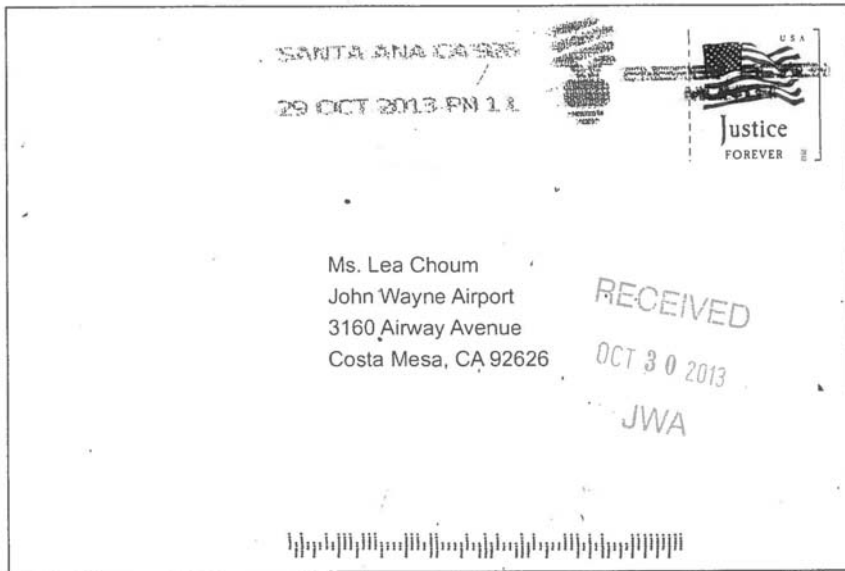 SANTA ANA CA 926
29 OCT 2013 PM 1 L
USA
Justice
FOREVER
Ms. Lea Choum
John Wayne Airport
3160 Airway Avenue
Costa Mesa, CA 92626
RECEIVED
OCT 30 2013
JWA